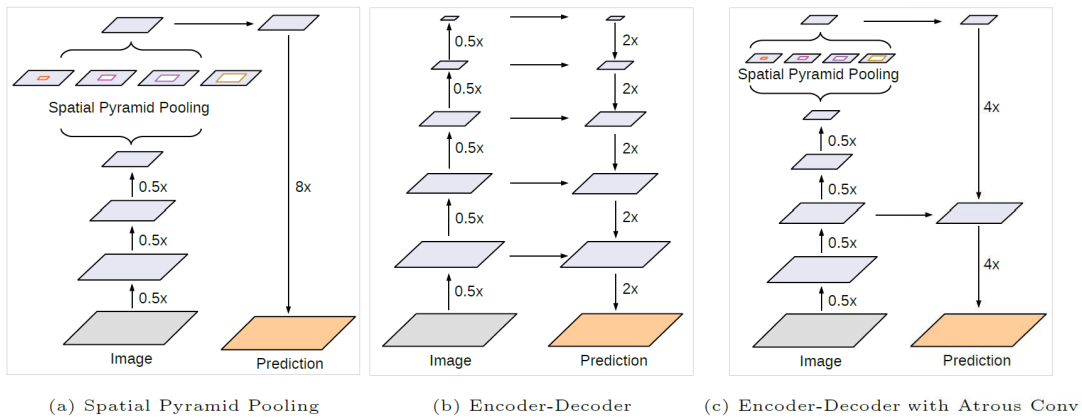 Spatial Pyramid Pooling
0.5x
0.5x
0.5x
8x
Image
Prediction
(a) Spatial Pyramid Pooling
0.5x
0.5x
0.5x
0.5x
0.5x
2x
2x
2x
2x
2x
Image
Prediction
(b) Encoder-Decoder
Spatial Pyramid Pooling
0.5x
0.5x
0.5x
0.5x
4x
4x
Image
Prediction
(c) Encoder-Decoder with Atrous Conv